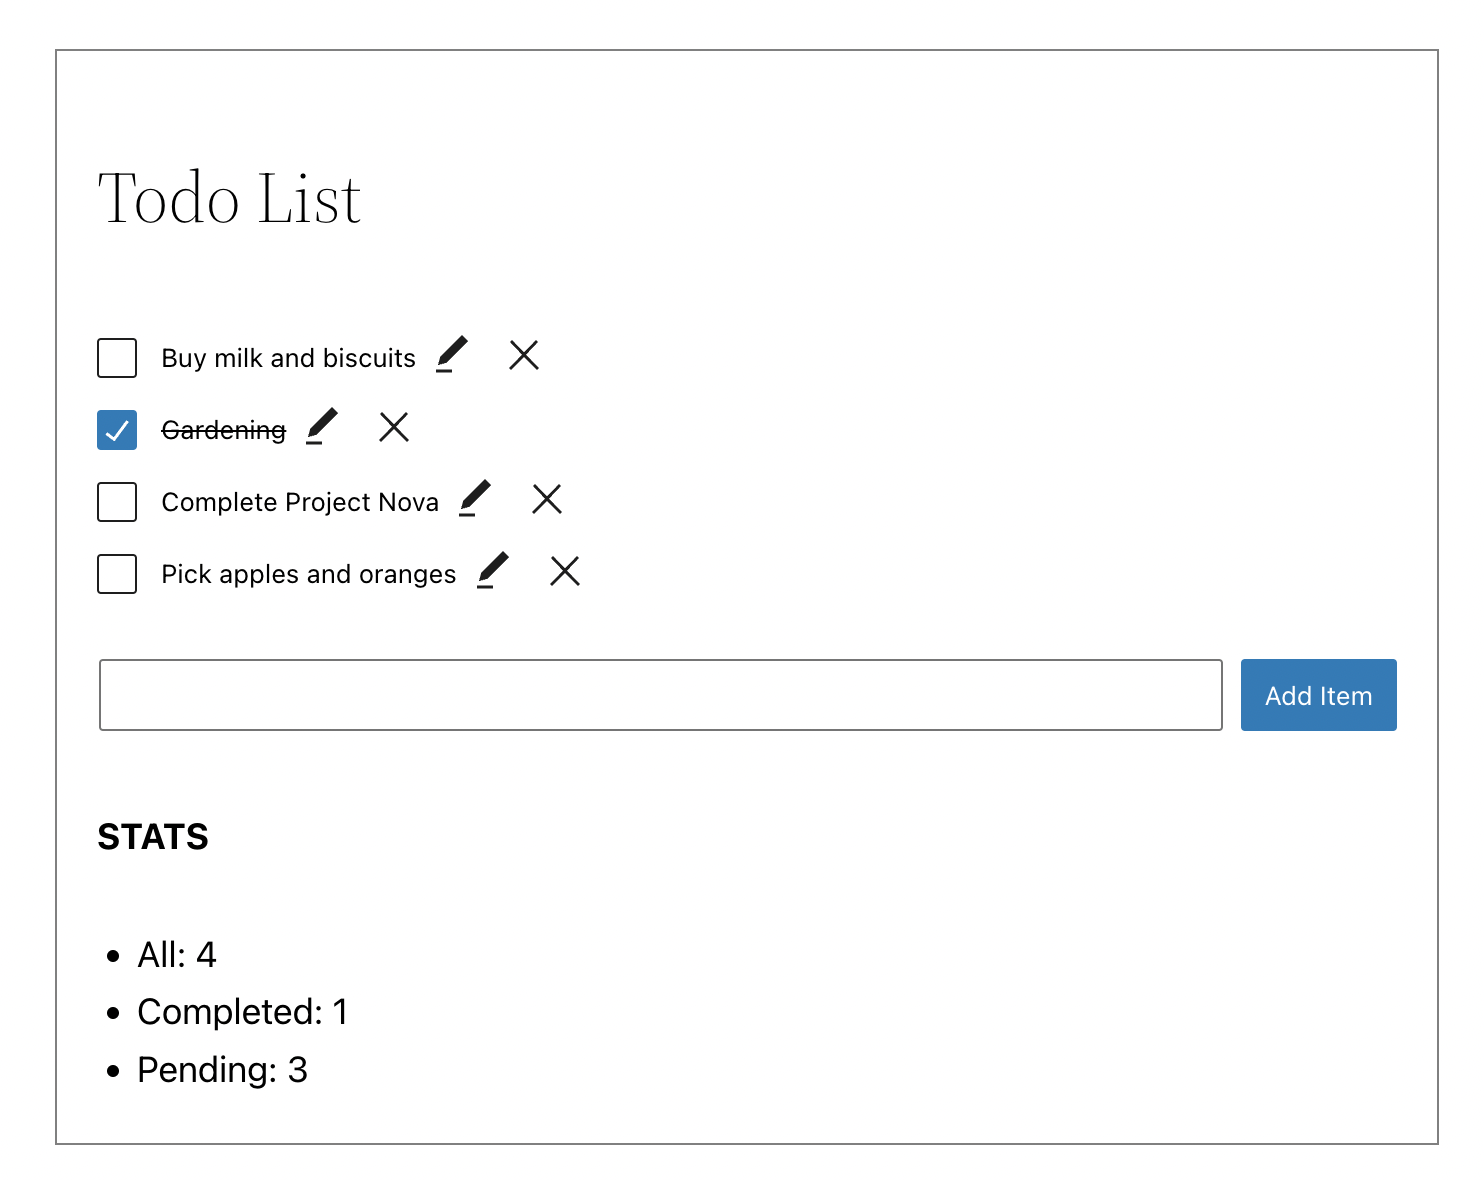 Todo List
Buy milk and biscuits
Gardening
Complete Project Nova
Pick apples and oranges
Add Item
STATS
All: 4
Completed: 1
Pending: 3